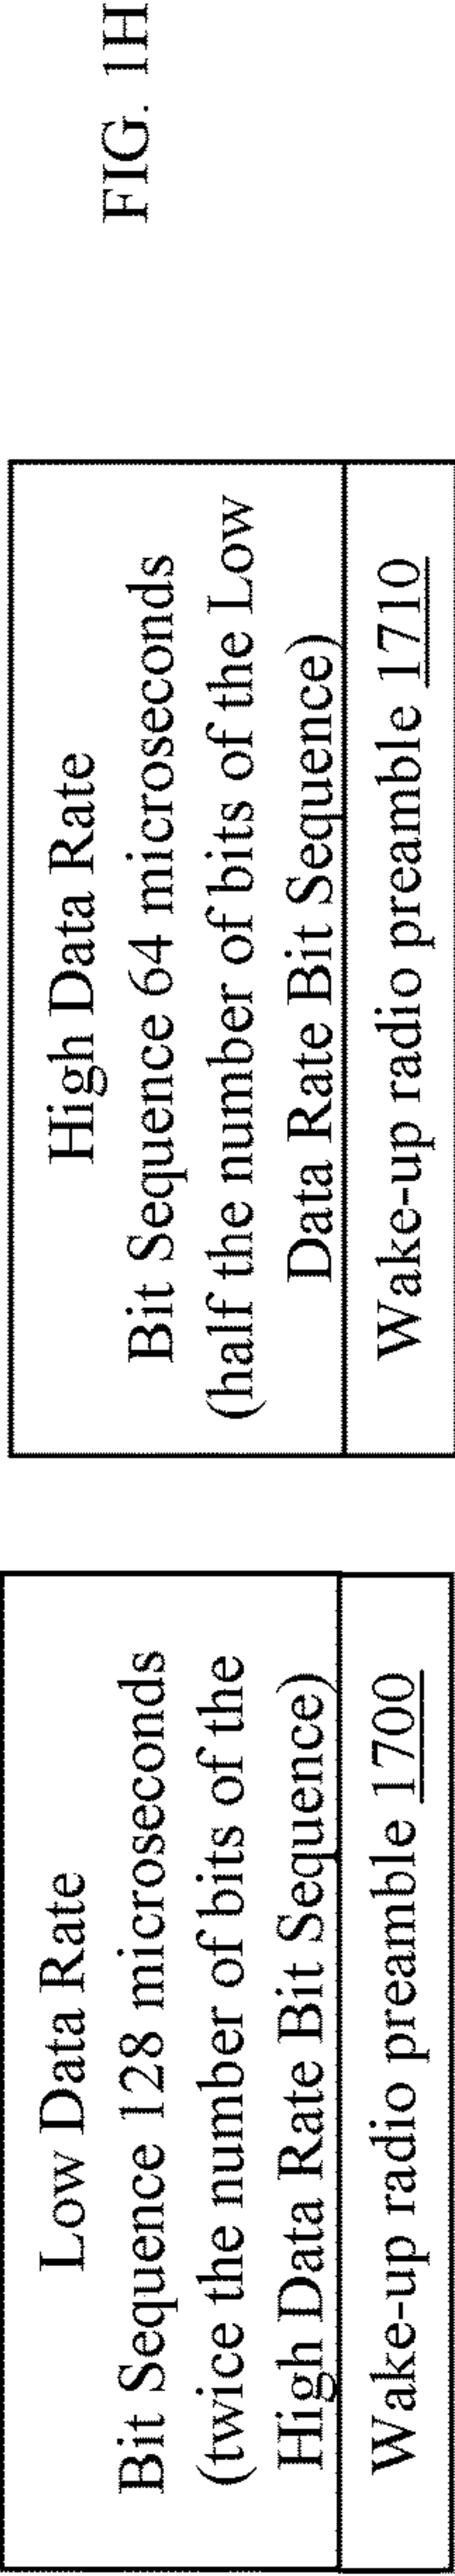 Low Data Rate
Bit Sequence 128 microseconds
(twice the number of bits of the
High Data Rate Bit Sequence)
Wake-up radio preamble 1700
High Data Rate
Bit Sequence 64 microseconds
(half the number of bits of the Low
Data Rate Bit Sequence)
Wake-up radio preamble 1710
FIG. 1H